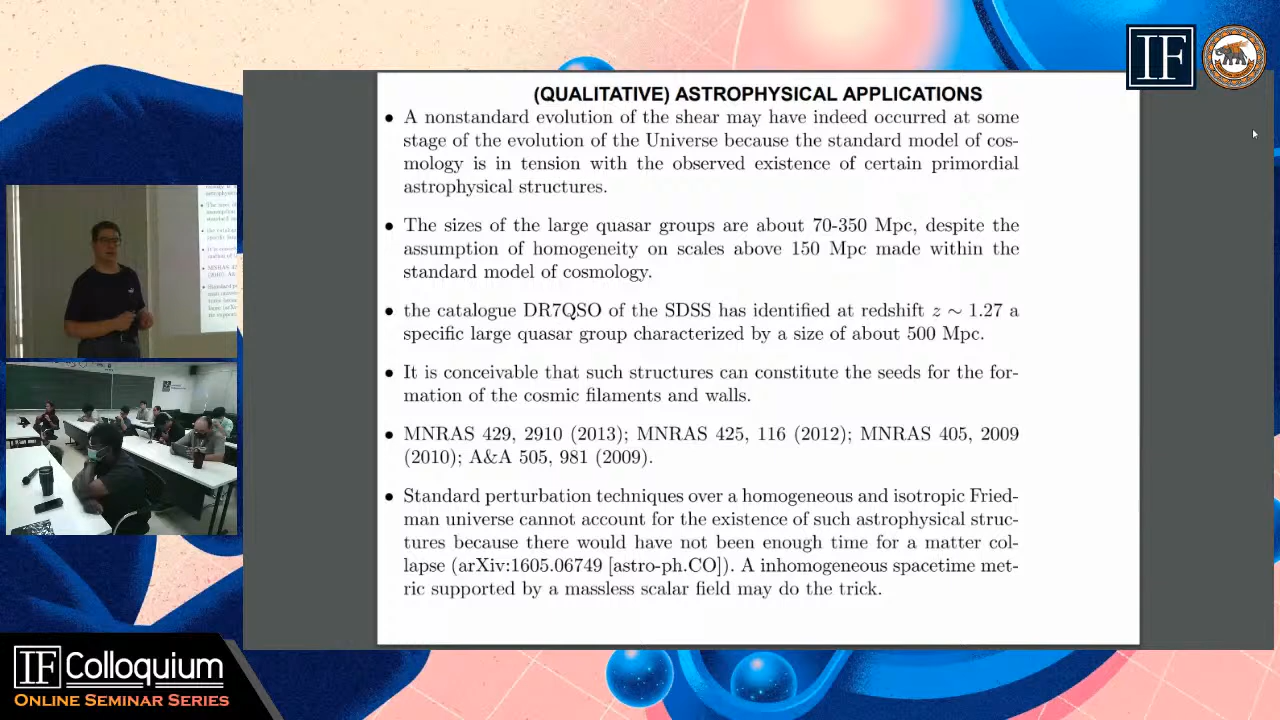 IF
(QUALITATIVE) ASTROPHYSICAL APPLICATIONS
• A nonstandard evolution of the shear may have indeed occurred at some
stage of the evolution of the Universe because the standard model of cos-
mology is in tension with the observed existence of certain primordial
astrophysical structures.
• The sizes of the large quasar groups are about 70-350 Mpc, despite the
assumption of homogeneity on scales above 150 Mpc made within the
standard model of cosmology.
• the catalogue DR7QSO of the SDSS has identified at redshift z ∼ 1.27 a
specific large quasar group characterized by a size of about 500 Mpc.
• It is conceivable that such structures can constitute the seeds for the for-
mation of the cosmic filaments and walls.
• MNRAS 429, 2910 (2013); MNRAS 425, 116 (2012); MNRAS 405, 2009
(2010); A&A 505, 981 (2009).
• Standard perturbation techniques over a homogeneous and isotropic Fried-
man universe cannot account for the existence of such astrophysical struc-
tures because there would have not been enough time for a matter col-
lapse (arXiv:1605.06749 [astro-ph.CO]). A inhomogeneous spacetime met-
ric supported by a massless scalar field may do the trick.
IF Colloquium
ONLINE SEMINAR SERIES